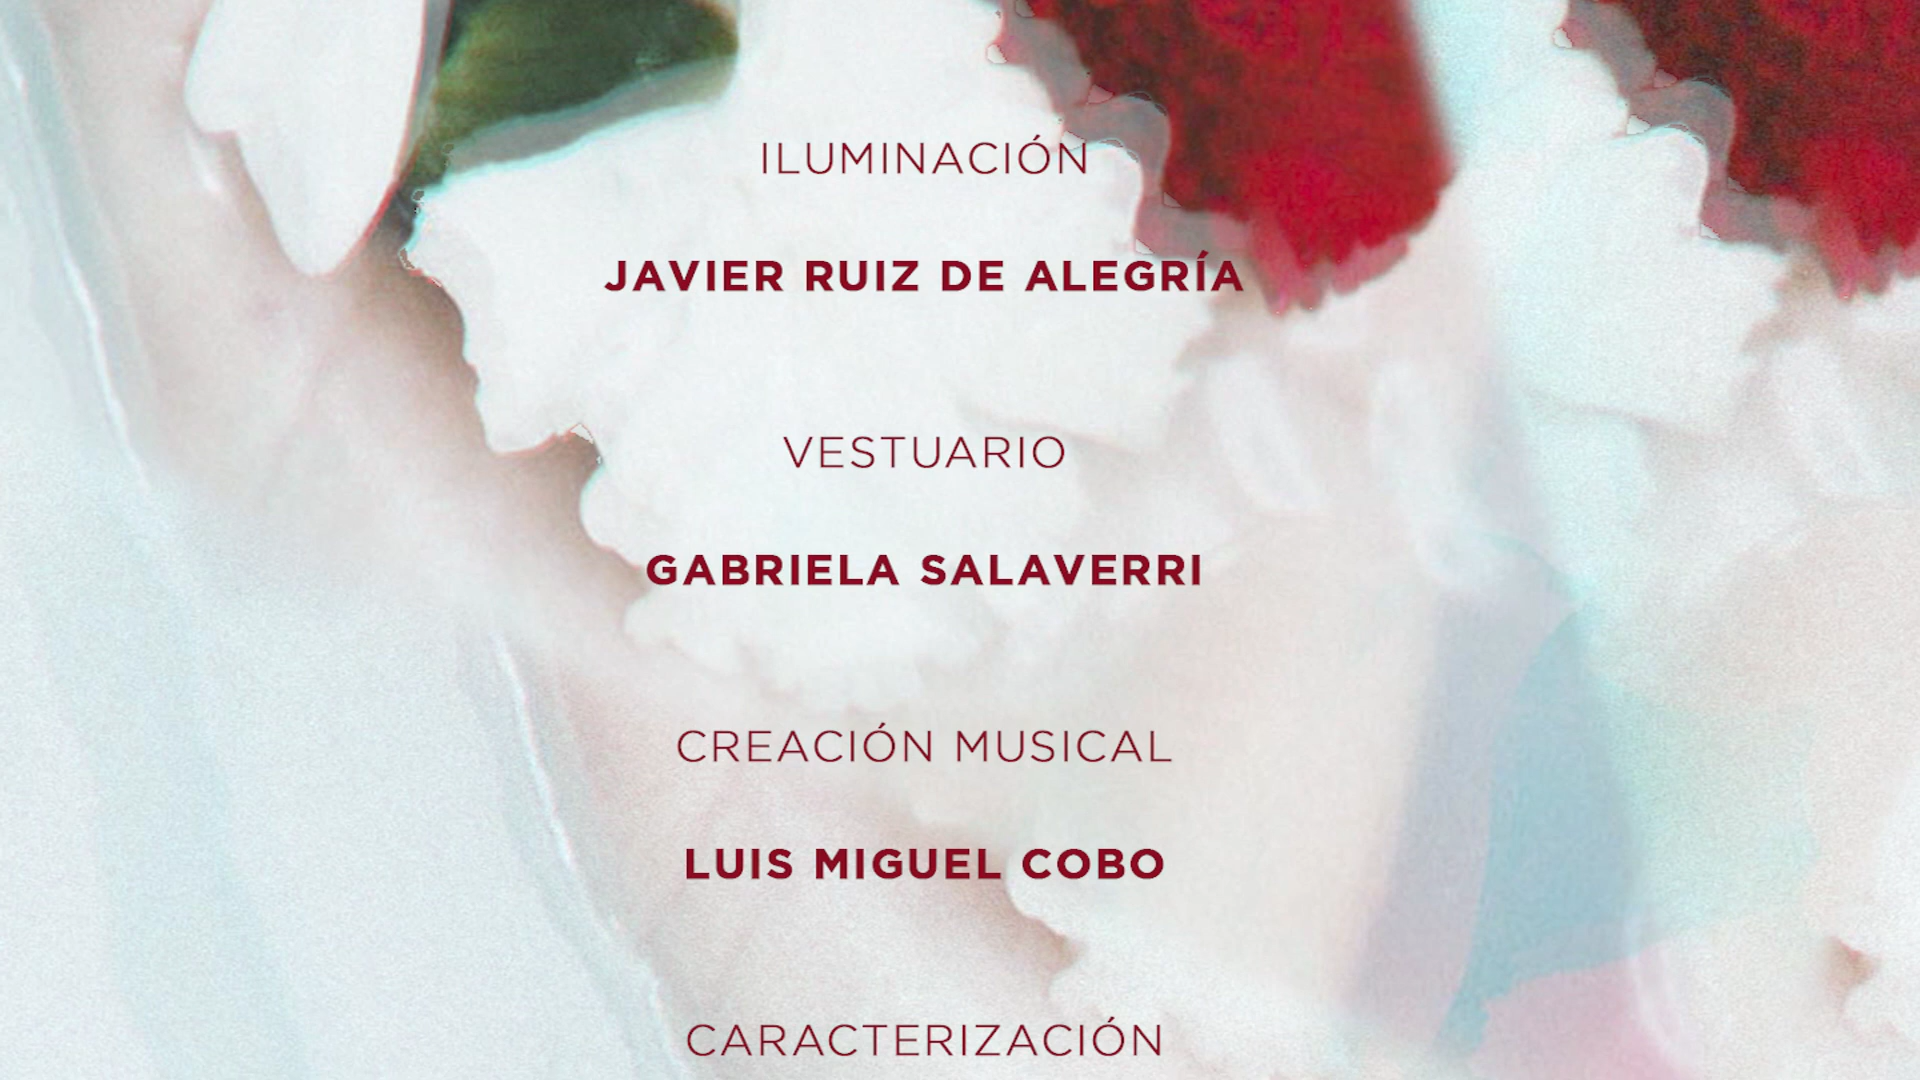 ILUMINACIÓN
JAVIER RUIZ DE ALEGRÍA
VESTUARIO
GABRIELA SALAVERRI
CREACIÓN MUSICAL
LUIS MIGUEL COBO
CARACTERIZACIÓN